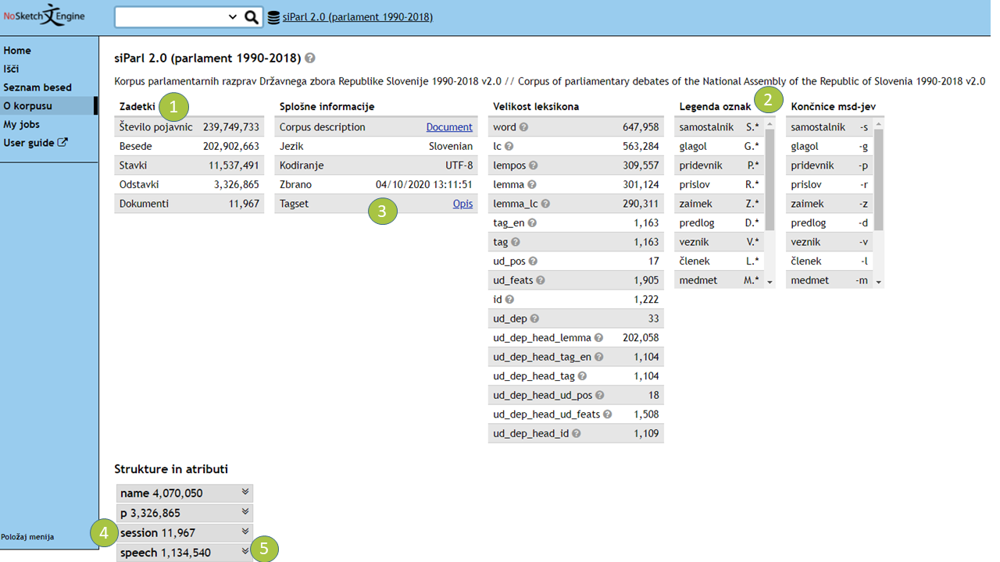 NoSketch Engine
siParl 2.0 (parlament 1990-2018)
Home
Išči
Seznam besed
O korpusu
My jobs
User guide
Položaj menija
siParl 2.0 (parlament 1990-2018)
Korpus parlamentarnih razprav Državnega zbora Republike Slovenije 1990-2018 v2.0 // Corpus of parliamentary debates of the National Assembly of the Republic of Slovenia 1990-2018 v2.0
Zadetki 1
Število pojavnic 239,749,733
Besede 202,902,663
Stavki 11,537,491
Odstavki 3,326,865
Dokumenti 11,967
Splošne informacije
Corpus description Document
Jezik Slovenian
Kodiranje UTF-8
Zbrano 04/10/2020 13:11:51
Tagset Opis
3
Velikost leksikona
word 647,958
lc 563,284
lempos 309,557
lemma 301,124
lemma_lc 290,311
tag_en 1,163
tag 1,163
ud_pos 17
ud_feats 1,905
id 1,222
ud_dep 33
ud_dep_head_lemma 202,058
ud_dep_head_tag_en 1,104
ud_dep_head_tag 1,104
ud_dep_head_ud_pos 18
ud_dep_head_ud_feats 1,508
ud_dep_head_id 1,109
Legenda oznak 2
samostalnik S.*
glagol G.*
pridevnik P.*
prislov R.*
zaimek Z.*
predlog D.*
veznik V.*
členek L.*
medmet M.*
Končnice msd-jev
samostalnik -s
glagol -g
pridevnik -p
prislov -r
zaimek -z
predlog -d
veznik -v
členek -l
medmet -m
Strukture in atributi
name 4,070,050
p 3,326,865
4 session 11,967
speech 1,134,540 5